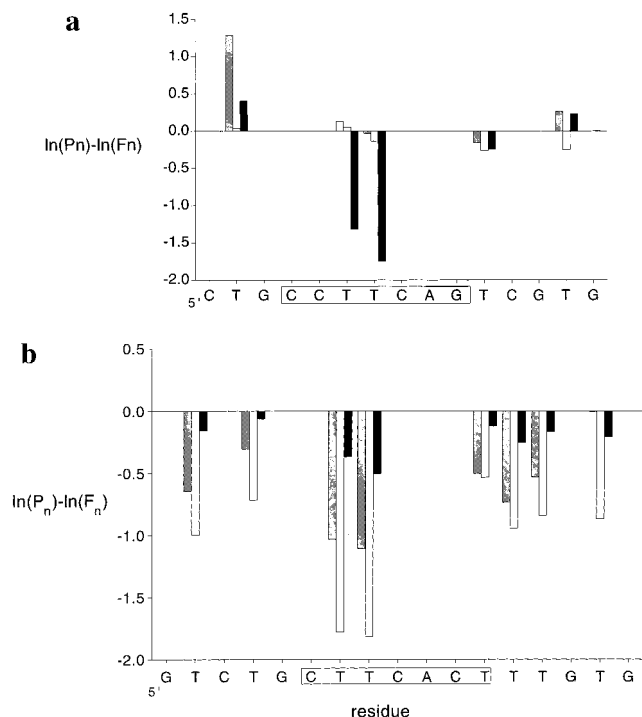 a
1.5
1.0
0.5
ln(Pn)-ln(Fn)
0.0
-0.5
-1.0
-1.5
-2.0
5' C T G C C T T C A G T C G T G
b
0.5
0.0
-0.5
ln(Pn)-ln(Fn)
-1.0
-1.5
-2.0
G T C T G C T T C A C T T T G T G
5'
residue